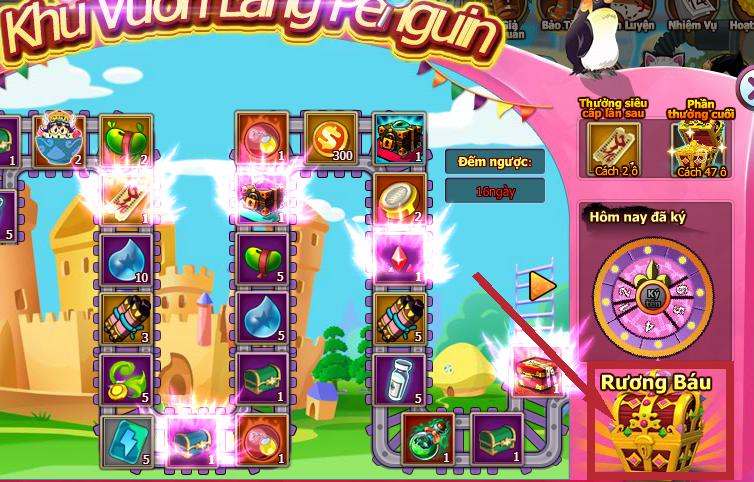 Khu Vườn Làng Penguin
Bảo
Luyện
Nhiệm Vụ
Hoạt
Thưởng siêu
cấp lần sau
Phần
thưởng cuối
Cách 2 ô
Cách 47 ô
Đếm ngược:
16ngày
Hôm nay đã ký
Ký
tên
Rương Báu
1
2
2
1
300
1
1
1
2
5
10
5
1
3
5
5
5
1
5
1
5
1
1
1
1